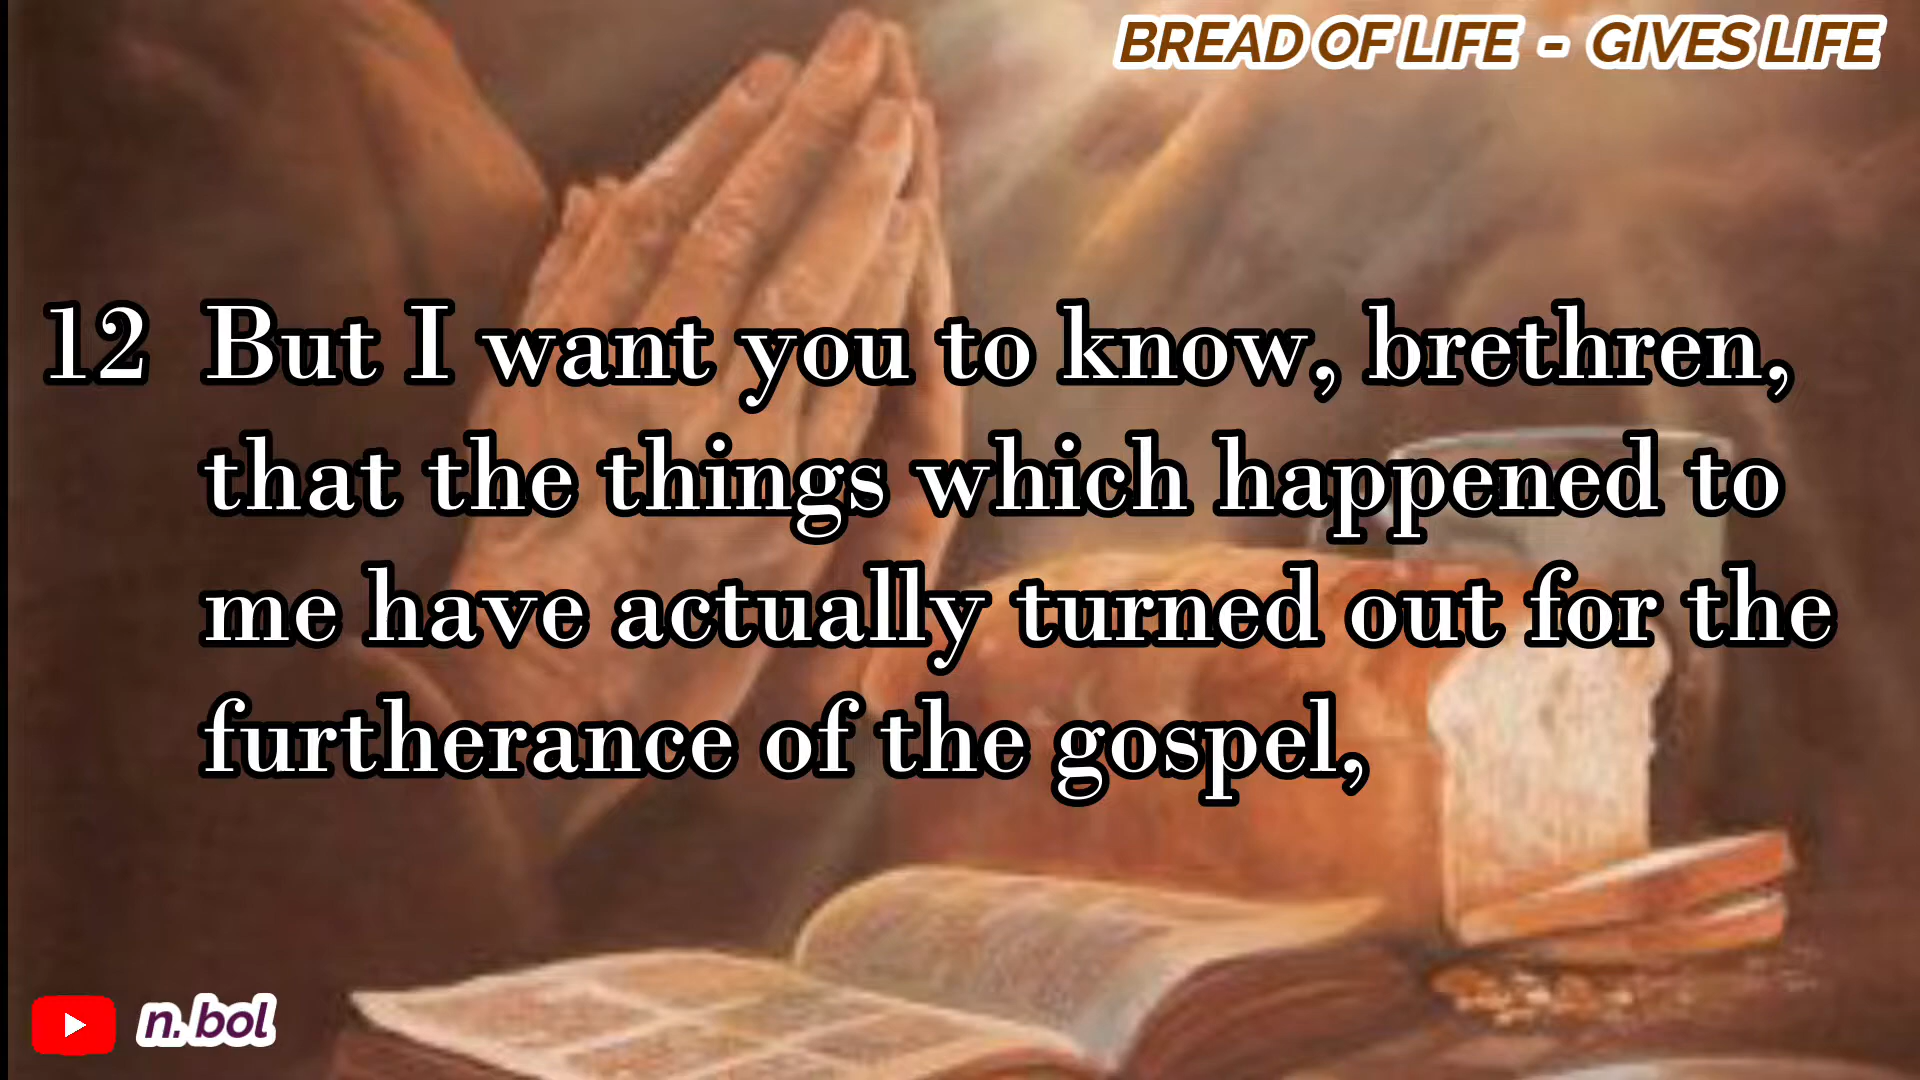 BREAD OF LIFE - GIVES LIFE
12 But I want you to know, brethren,
that the things which happened to
me have actually turned out for the
furtherance of the gospel,
n. bol